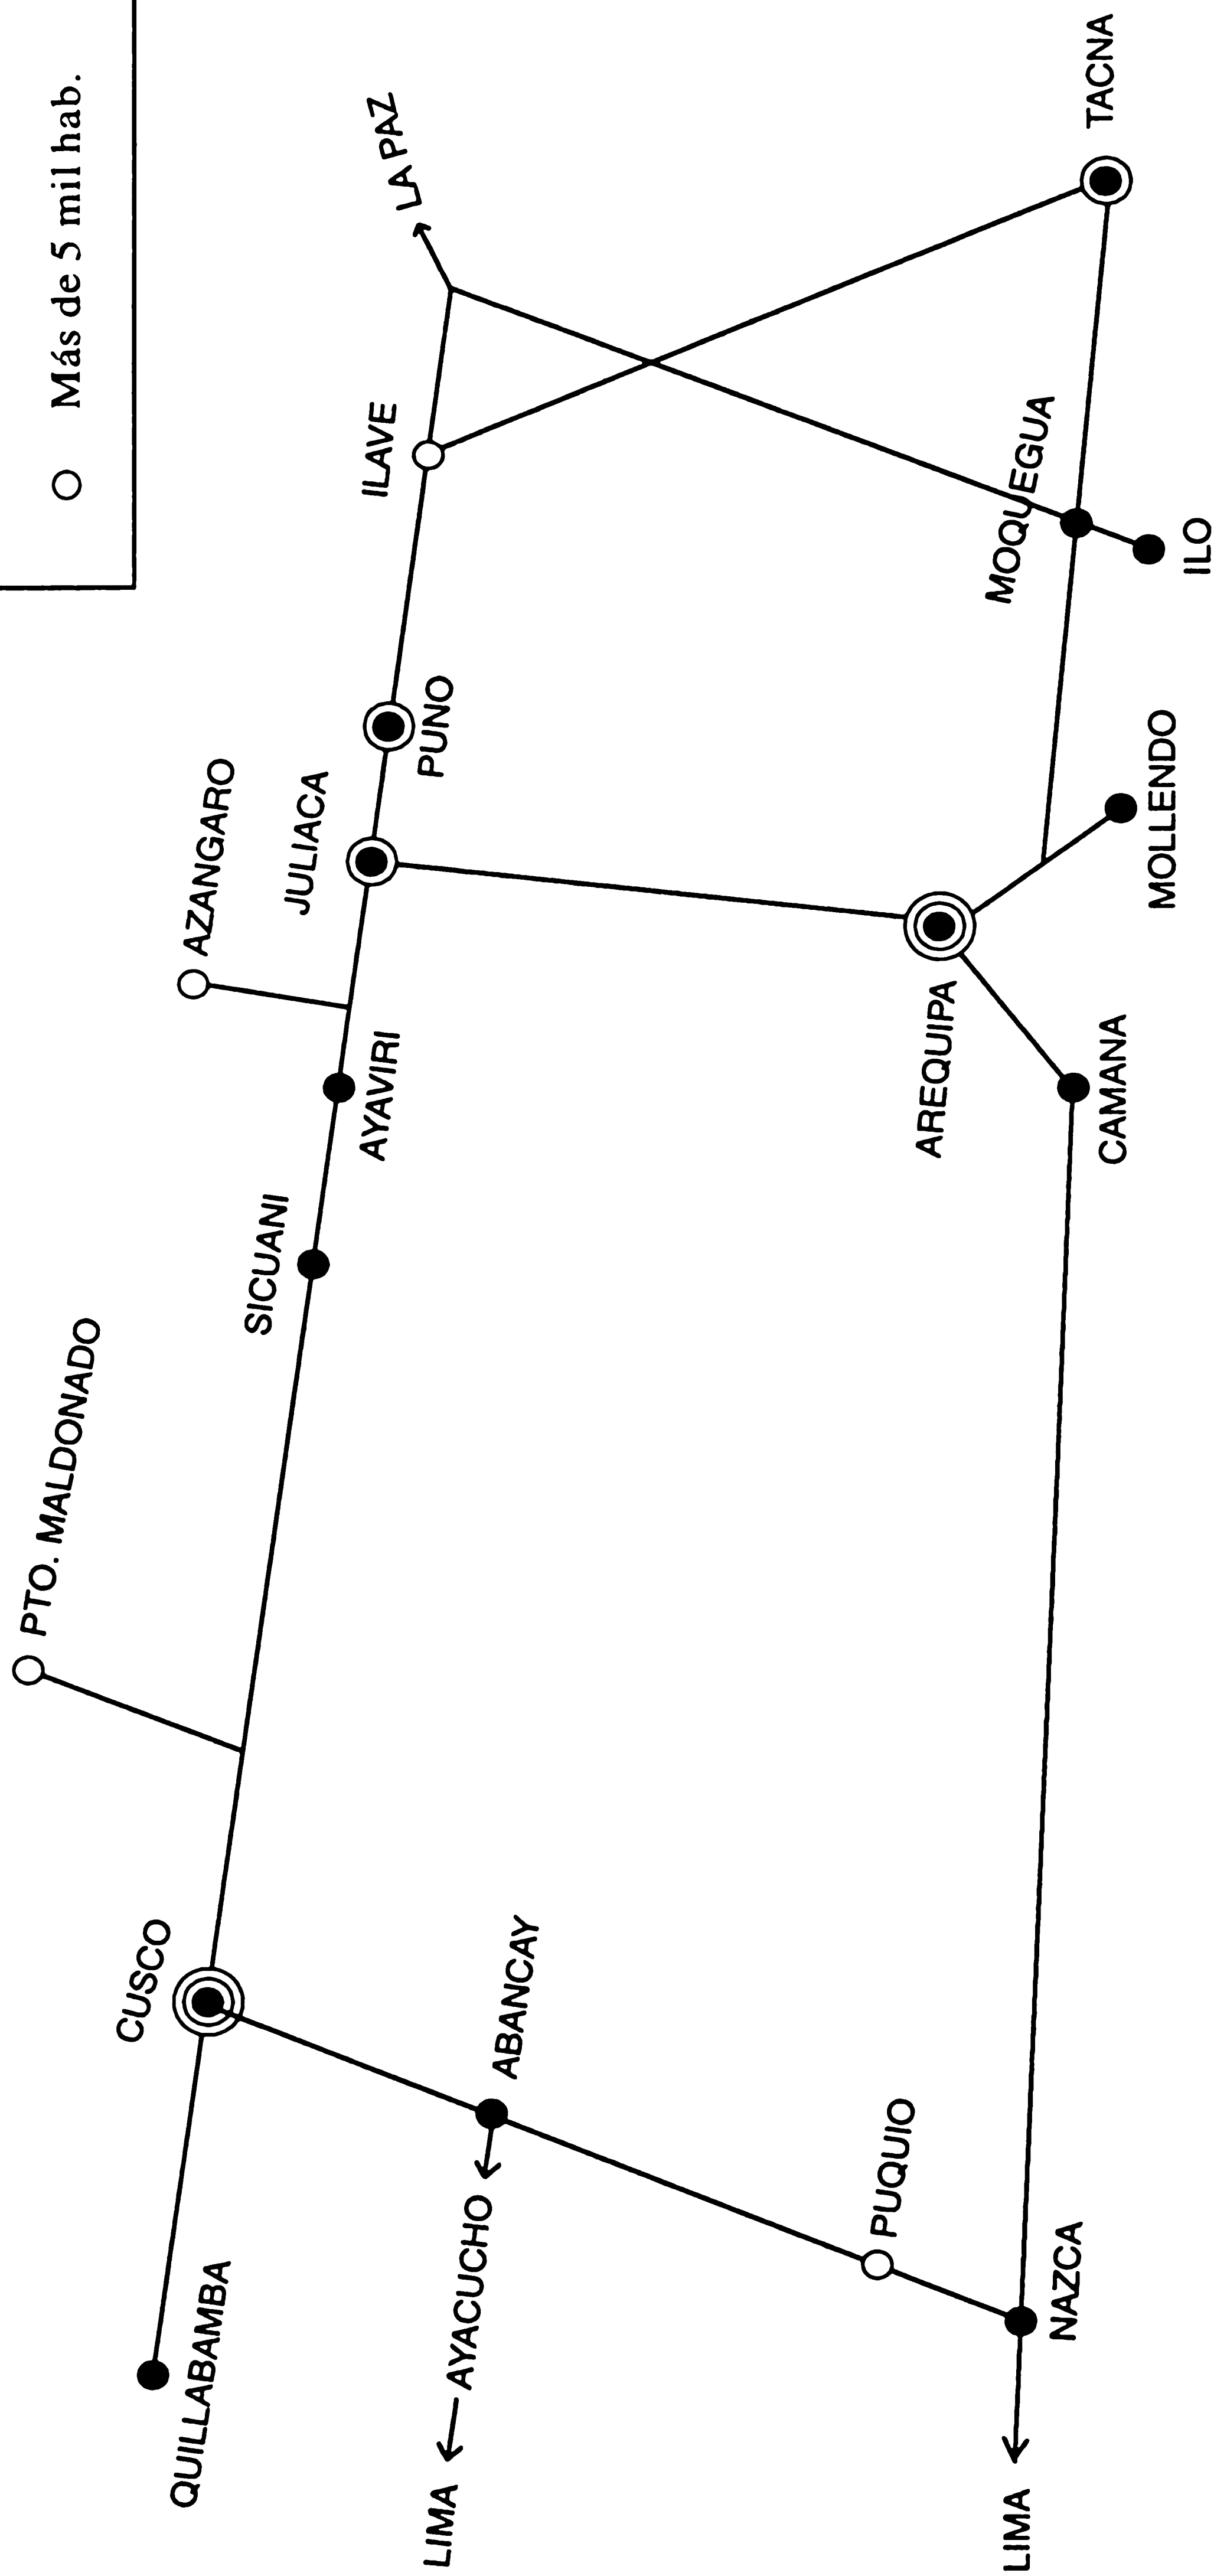 ○ Más de 5 mil hab.
PTO. MALDONADO
AZANGARO
CUSCO
SICUANI
JULIACA
ILAVE
LA PAZ
QUILLABAMBA
AYAVIRI
PUNO
LIMA
AYACUCHO
ABANCAY
PUQUIO
AREQUIPA
MOQUEGUA
TACNA
LIMA
NAZCA
CAMANA
MOLLENDO
ILO